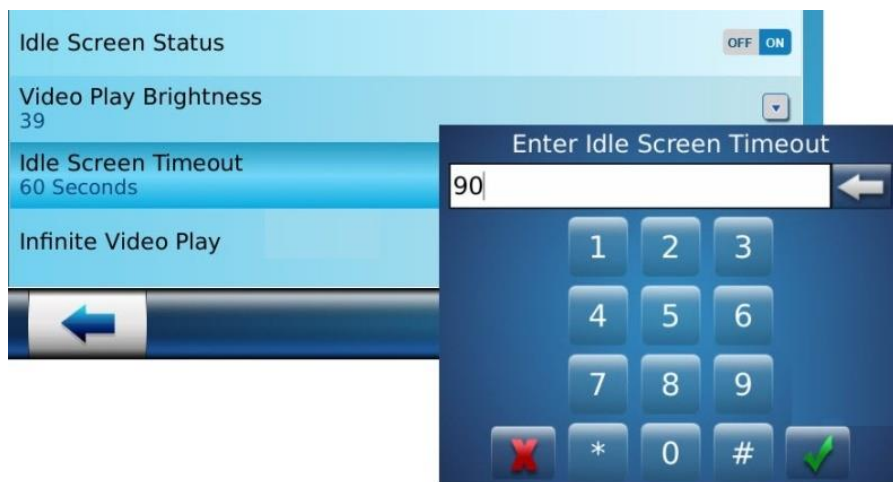 Idle Screen Status
OFF ON
Video Play Brightness
39
Idle Screen Timeout
60 Seconds
Infinite Video Play
Enter Idle Screen Timeout
90
1 2 3
4 5 6
7 8 9
* 0 #